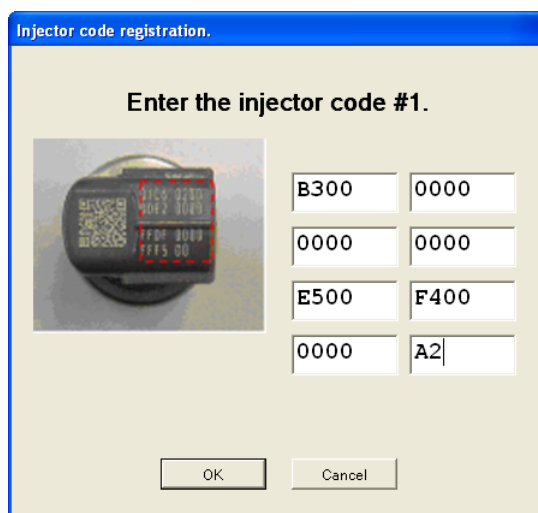 Injector code registration.
Enter the injector code #1.
B300 0000
0000 0000
E500 F400
0000 A2
OK Cancel